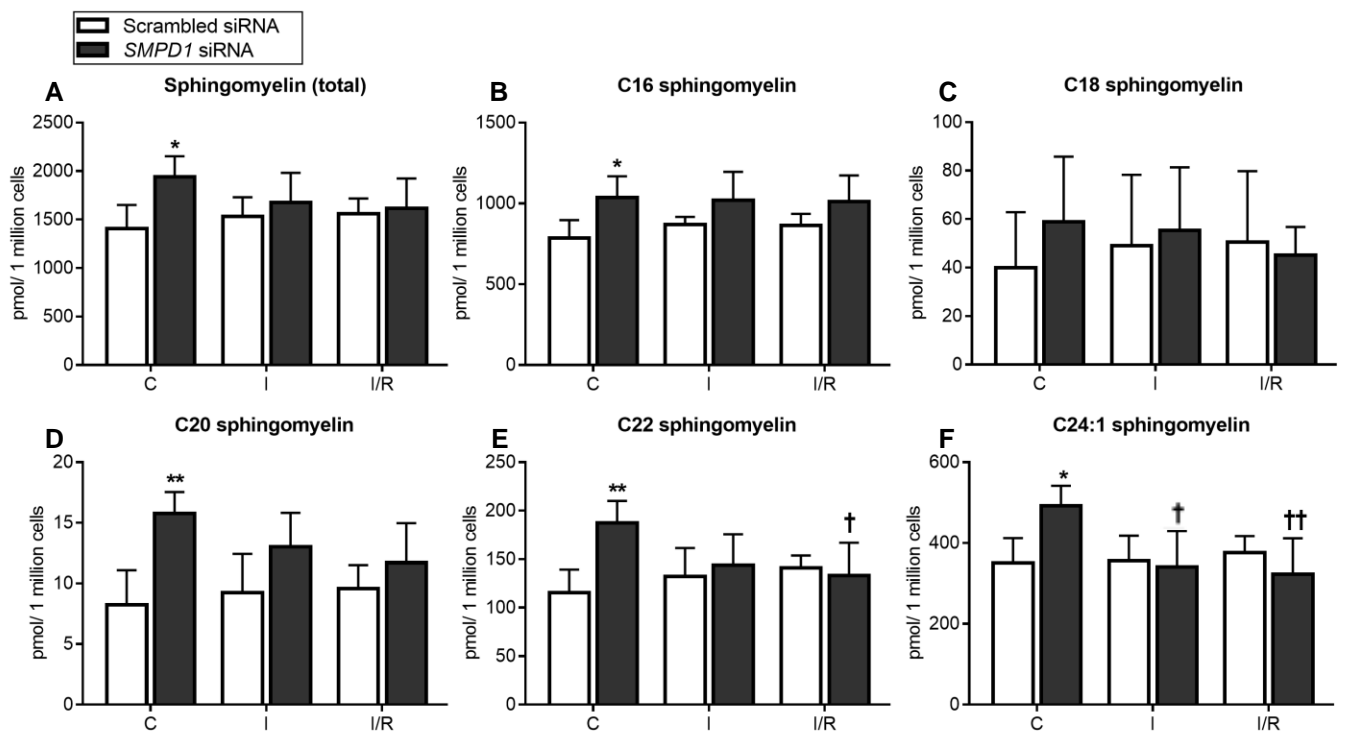 Scrambled siRNA
SMPD1 siRNA
A Sphingomyelin (total)
pmol/ 1 million cells
2500
2000
1500
1000
500
0
*
C I I/R
B C16 sphingomyelin
pmol/ 1 million cells
1500
1000
500
0
*
C I I/R
C C18 sphingomyelin
pmol/ 1 million cells
100
80
60
40
20
0
C I I/R
D C20 sphingomyelin
pmol/ 1 million cells
20
15
10
5
0
**
C I I/R
E C22 sphingomyelin
pmol/ 1 million cells
250
200
150
100
50
0
** †
C I I/R
F C24:1 sphingomyelin
pmol/ 1 million cells
600
400
200
0
* † ††
C I I/R